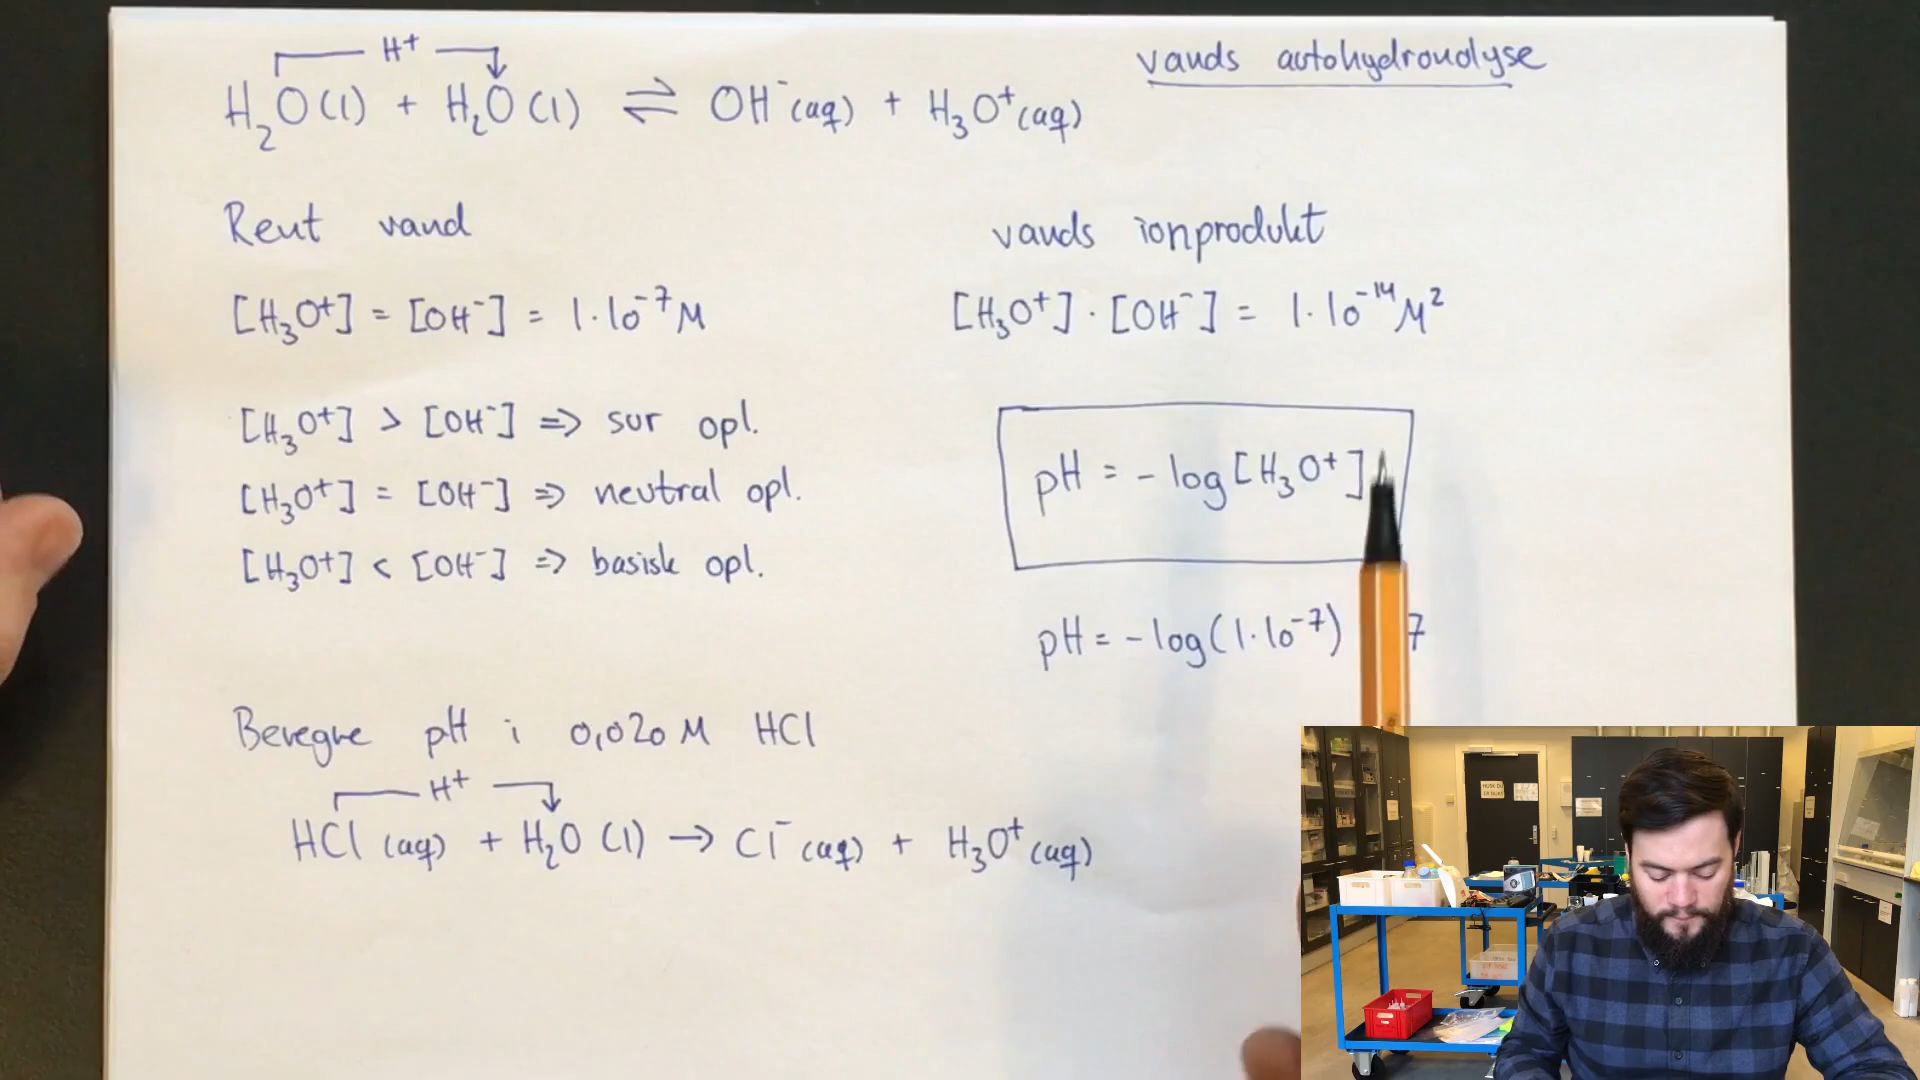 vands autohydronolyse
H⁺
H₂O(l) + H₂O(l) ⇌ OH⁻(aq) + H₃O⁺(aq)
Rent vand
[H₃O⁺] = [OH⁻] = 1·10⁻⁷ M
[H₃O⁺] > [OH⁻] => sur opl.
[H₃O⁺] = [OH⁻] => neutral opl.
[H₃O⁺] < [OH⁻] => basisk opl.
vands ionprodukt
[H₃O⁺] · [OH⁻] = 1·10⁻¹⁴ M²
pH = -log[H₃O⁺]
pH = -log(1·10⁻⁷) 7
Beregne pH i 0,020 M HCl
H⁺
HCl (aq) + H₂O (l) → Cl⁻(aq) + H₃O⁺(aq)